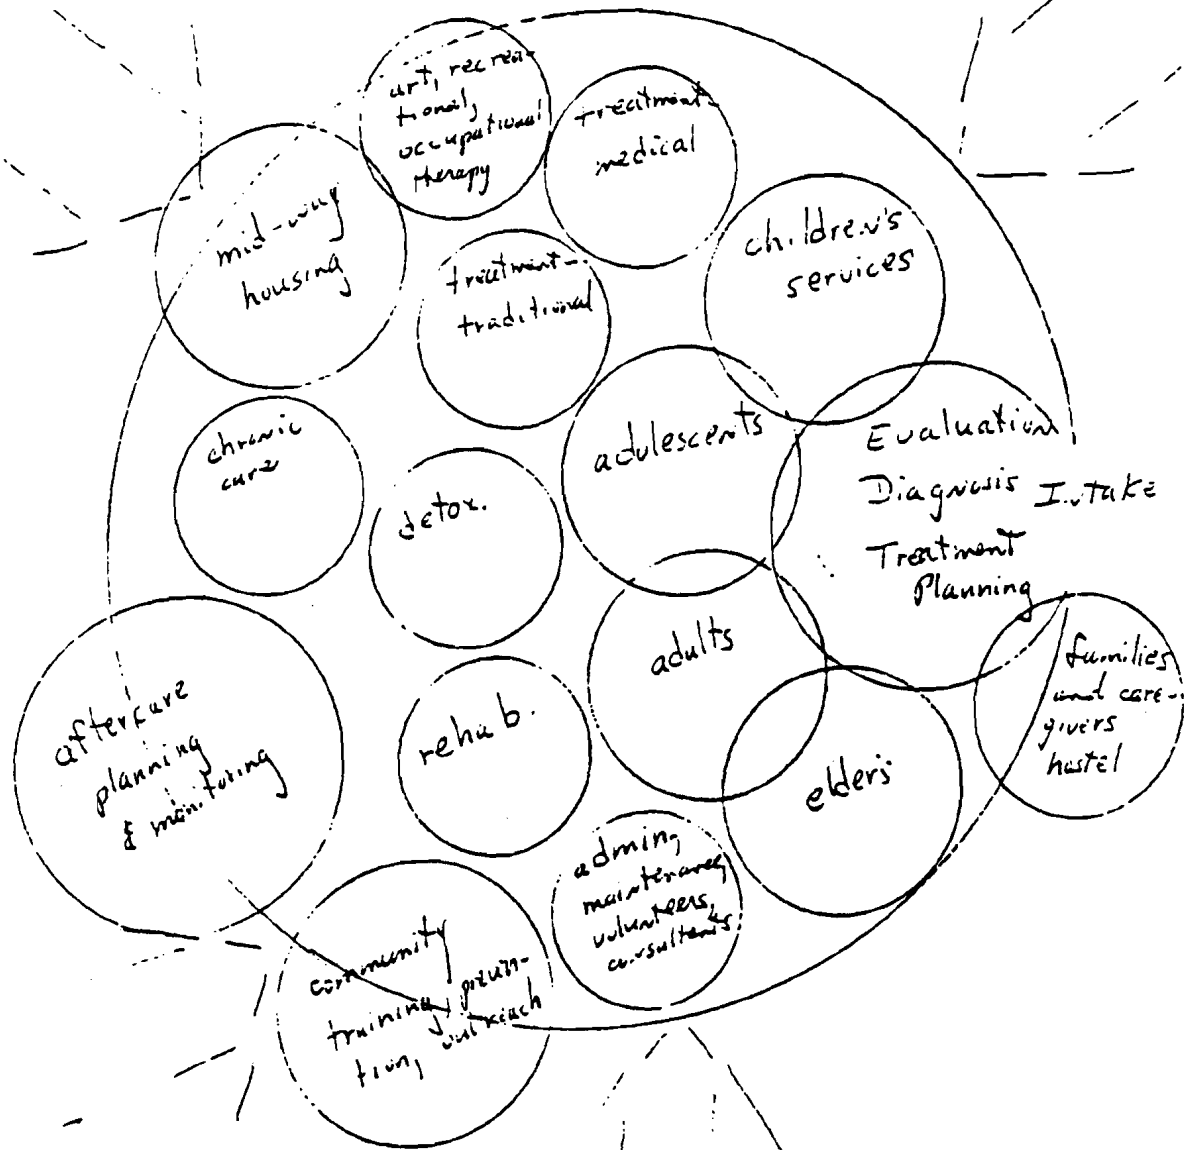 art, recrea-
tional,
occupational
therapy
treatment-
medical
mid-way
housing
treatment-
traditional
children's
services
chronic
care
detox.
adolescents
Evaluation
Diagnosis
Intake
Treatment
Planning
aftercare
planning
& monitoring
rehab.
adults
elders
families
and care-
givers
hostel
admin,
maintenance,
volunteers,
consultants
community
training, preven-
tion, outreach